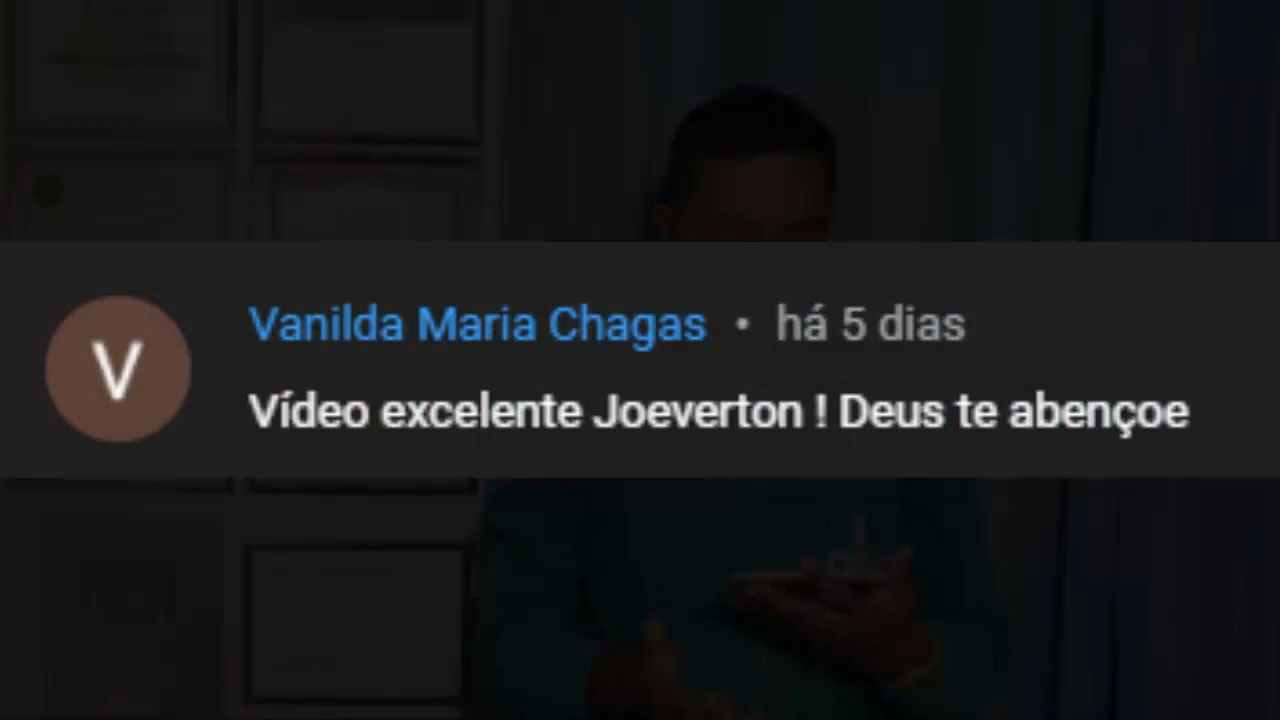 V
Vanilda Maria Chagas • há 5 dias
Vídeo excelente Joeverton ! Deus te abençoe